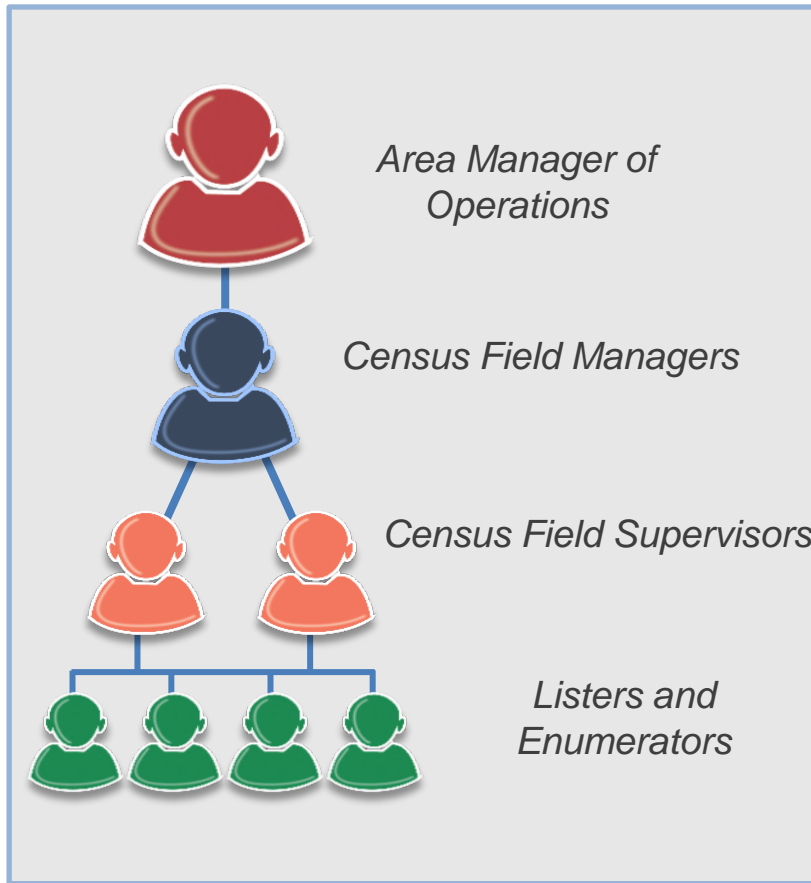 Area Manager of
Operations
Census Field Managers
Census Field Supervisors
Listers and
Enumerators